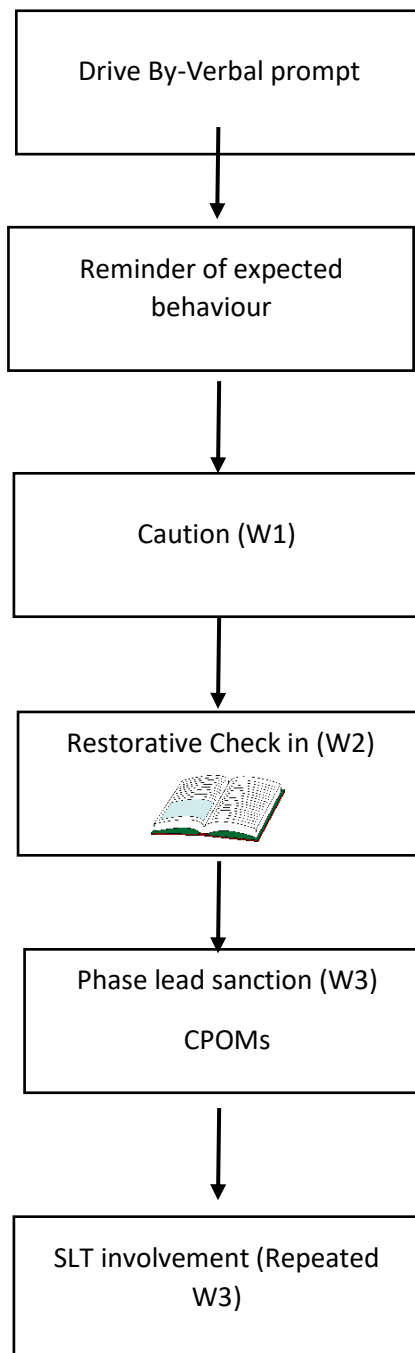 Drive By-Verbal prompt
Reminder of expected
behaviour
Caution (W1)
Restorative Check in (W2)
Phase lead sanction (W3)
CPOMs
SLT involvement (Repeated
W3)